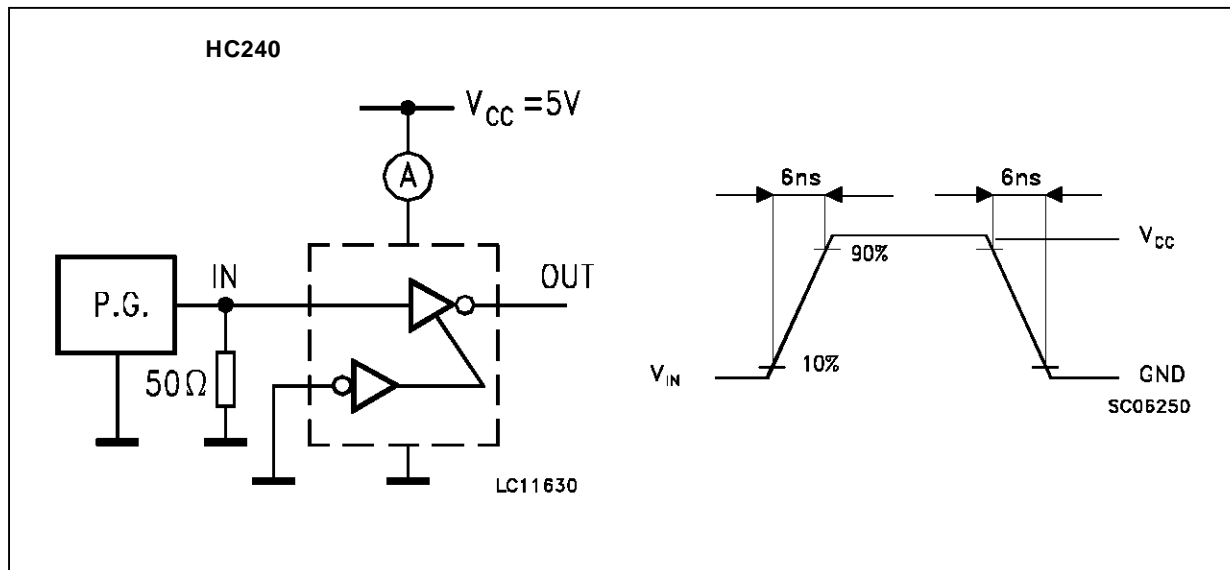 HC240
V_CC =5V
A
P.G.
IN
OUT
50Ω
LC11630
6ns
6ns
90%
V_CC
V_IN
10%
GND
SC06250